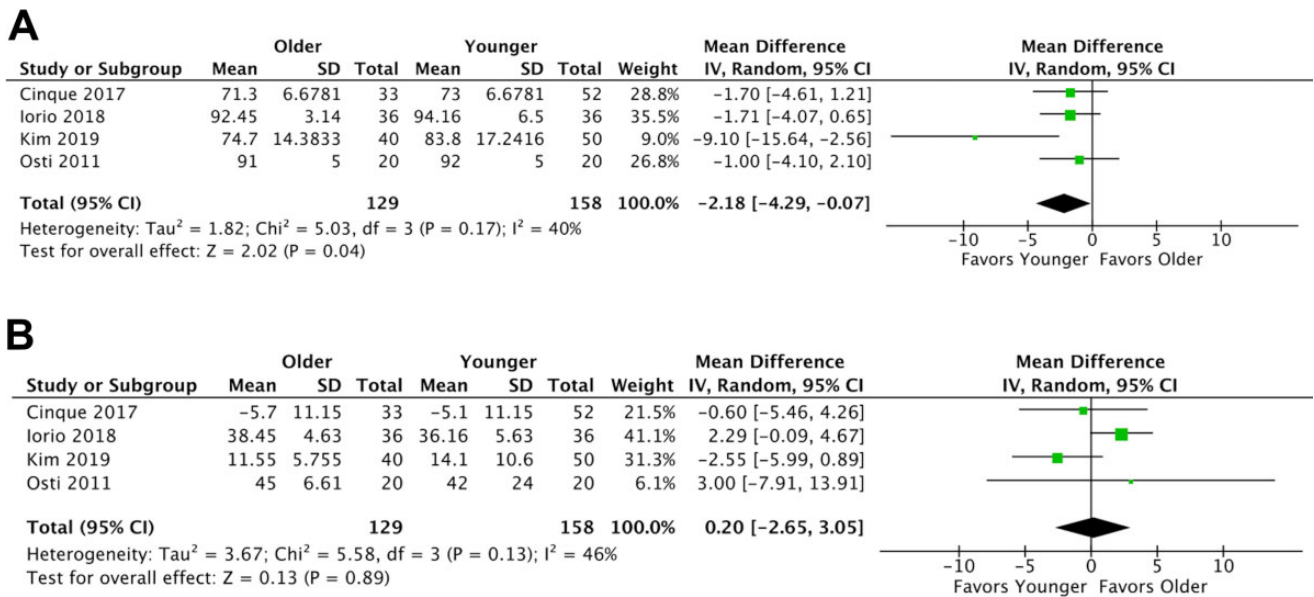 A
Older Younger Mean Difference Mean Difference
Study or Subgroup Mean SD Total Mean SD Total Weight IV, Random, 95% CI IV, Random, 95% CI
Cinque 2017 71.3 6.6781 33 73 6.6781 52 28.8% −1.70 [−4.61, 1.21]
Iorio 2018 92.45 3.14 36 94.16 6.5 36 35.5% −1.71 [−4.07, 0.65]
Kim 2019 74.7 14.3833 40 83.8 17.2416 50 9.0% −9.10 [−15.64, −2.56]
Osti 2011 91 5 20 92 5 20 26.8% −1.00 [−4.10, 2.10]
Total (95% CI) 129 158 100.0% −2.18 [−4.29, −0.07]
Heterogeneity: Tau² = 1.82; Chi² = 5.03, df = 3 (P = 0.17); I² = 40%
Test for overall effect: Z = 2.02 (P = 0.04)
−10 −5 0 5 10
Favors Younger Favors Older
B
Older Younger Mean Difference Mean Difference
Study or Subgroup Mean SD Total Mean SD Total Weight IV, Random, 95% CI IV, Random, 95% CI
Cinque 2017 −5.7 11.15 33 −5.1 11.15 52 21.5% −0.60 [−5.46, 4.26]
Iorio 2018 38.45 4.63 36 36.16 5.63 36 41.1% 2.29 [−0.09, 4.67]
Kim 2019 11.55 5.755 40 14.1 10.6 50 31.3% −2.55 [−5.99, 0.89]
Osti 2011 45 6.61 20 42 24 20 6.1% 3.00 [−7.91, 13.91]
Total (95% CI) 129 158 100.0% 0.20 [−2.65, 3.05]
Heterogeneity: Tau² = 3.67; Chi² = 5.58, df = 3 (P = 0.13); I² = 46%
Test for overall effect: Z = 0.13 (P = 0.89)
−10 −5 0 5 10
Favors Younger Favors Older